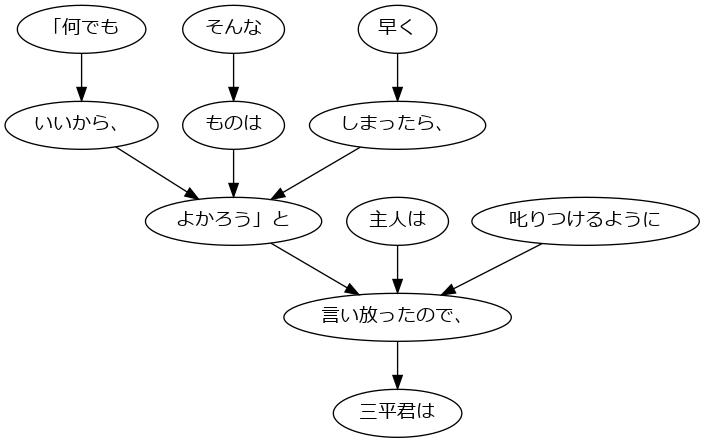 「何でも
そんな
早く
いいから、
ものは
しまったら、
よかろう」と
主人は
叱りつけるように
言い放ったので、
三平君は